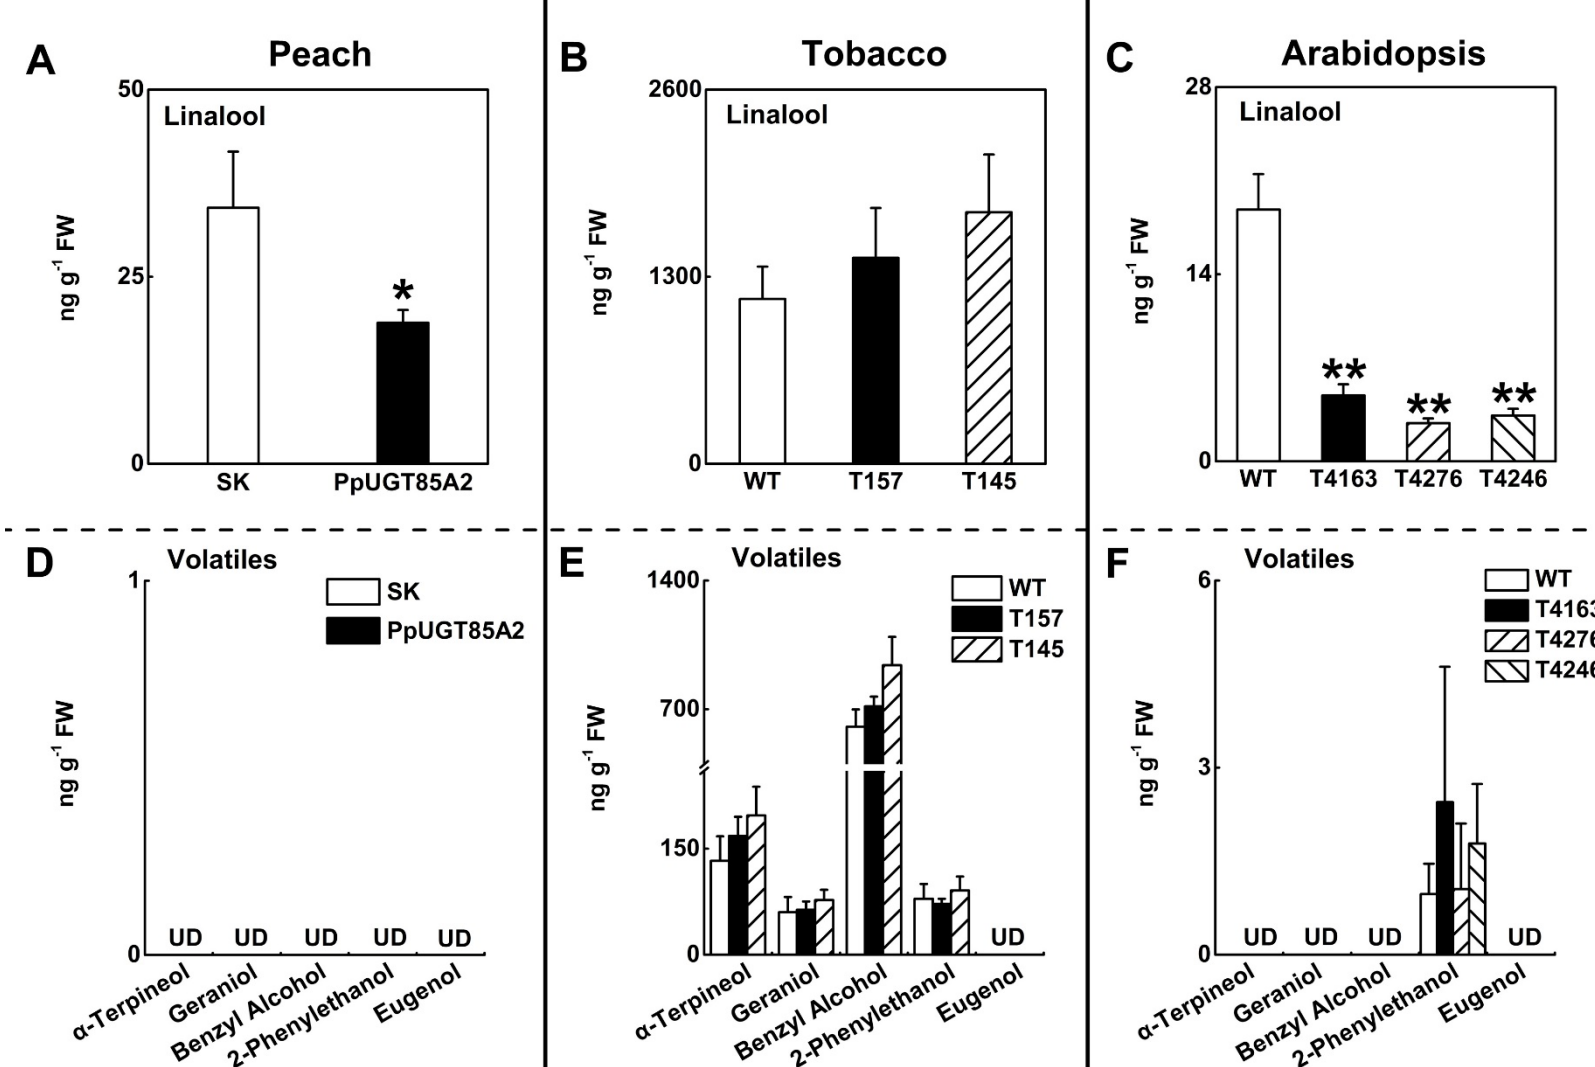 A
Peach
50
Linalool
25
0
ng g-1 FW
*
SK
PpUGT85A2
B
Tobacco
2600
Linalool
1300
0
ng g-1 FW
WT
T157
T145
C
Arabidopsis
28
Linalool
14
0
ng g-1 FW
**
**
**
WT
T4163
T4276
T4246
D
Volatiles
1
SK
PpUGT85A2
ng g-1 FW
0
UD
UD
UD
UD
UD
α-Terpineol
Geraniol
Benzyl Alcohol
2-Phenylethanol
Eugenol
E
Volatiles
1400
WT
T157
T145
700
150
0
ng g-1 FW
UD
α-Terpineol
Geraniol
Benzyl Alcohol
2-Phenylethanol
Eugenol
F
Volatiles
6
WT
T4163
T4276
T4246
3
0
ng g-1 FW
UD
UD
UD
UD
α-Terpineol
Geraniol
Benzyl Alcohol
2-Phenylethanol
Eugenol